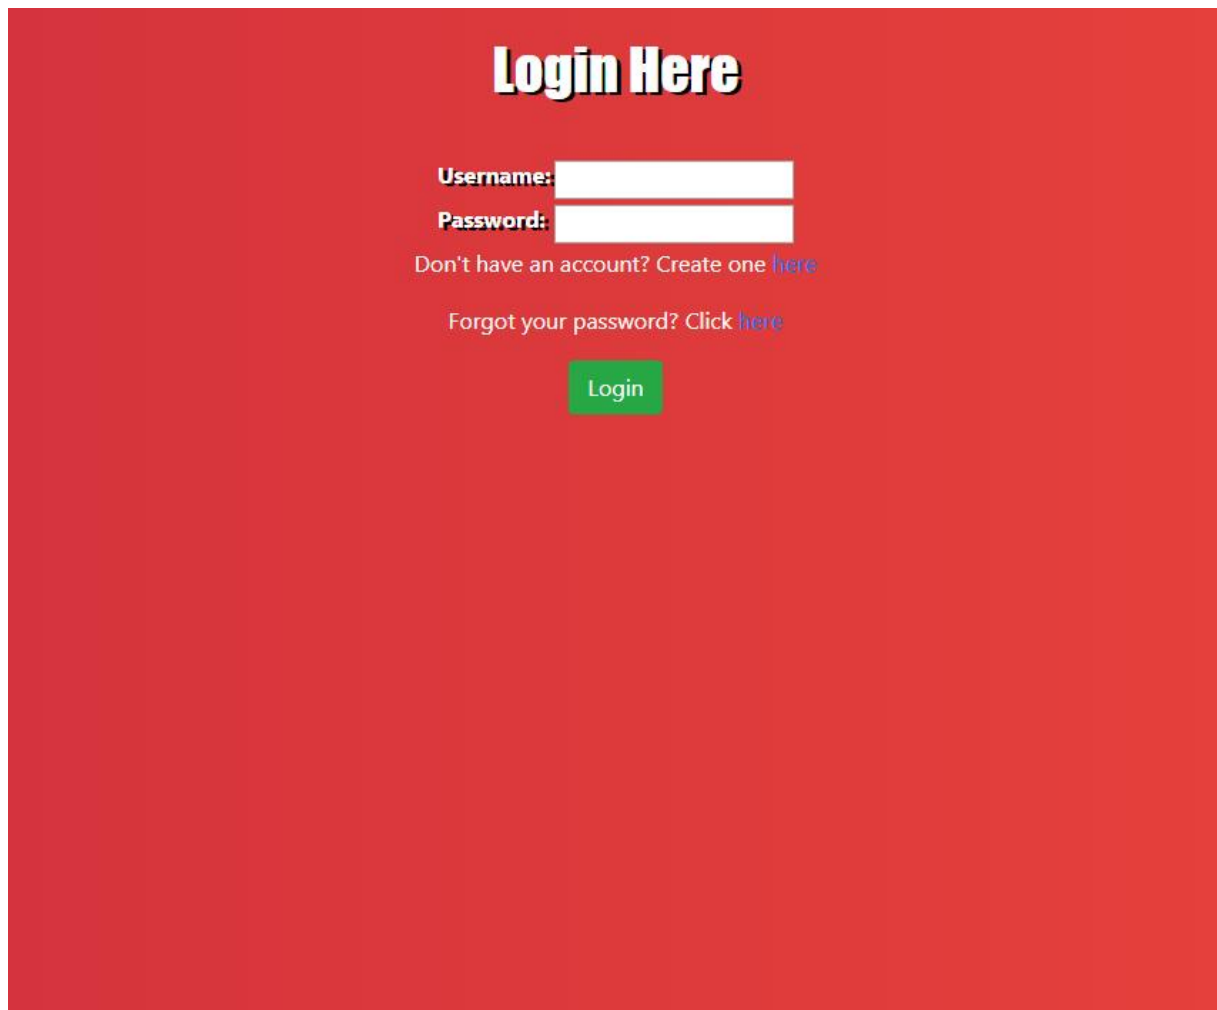 Login Here
Username:
Password:
Don't have an account? Create one here
Forgot your password? Click here
Login